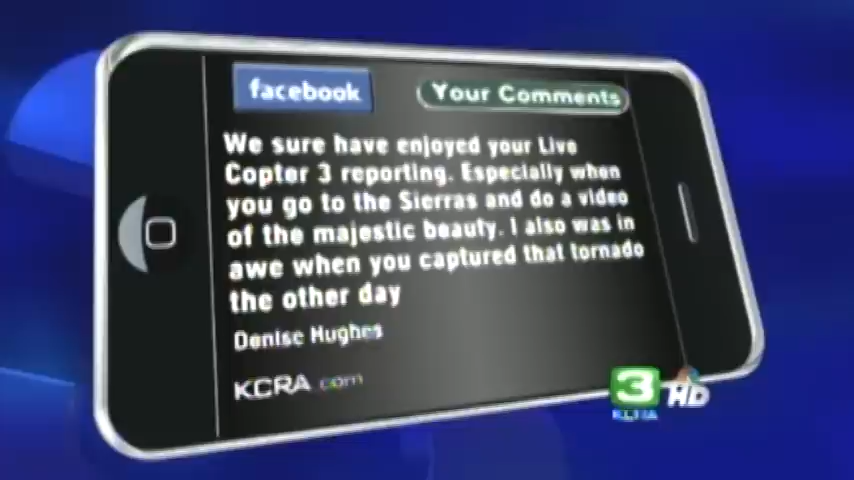 facebook
Your Comments
We sure have enjoyed your Live
Copter 3 reporting. Especially when
you go to the Sierras and do a video
of the majestic beauty. I also was in
awe when you captured that tornado
the other day
Denise Hughes
KCRA.com
3
HD
KCRA